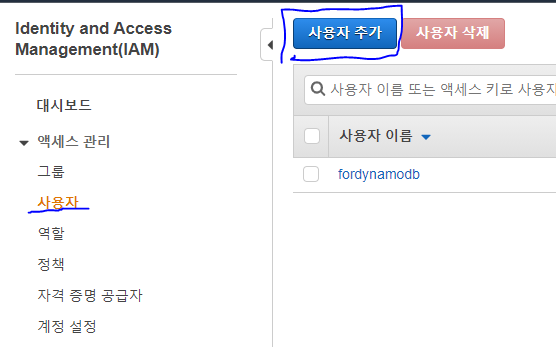 Identity and Access
Management(IAM)
대시보드
액세스 관리
그룹
사용자
역할
정책
자격 증명 공급자
계정 설정
사용자 추가
사용자 삭제
사용자 이름 또는 액세스 키로 사용자
사용자 이름
fordynamodb